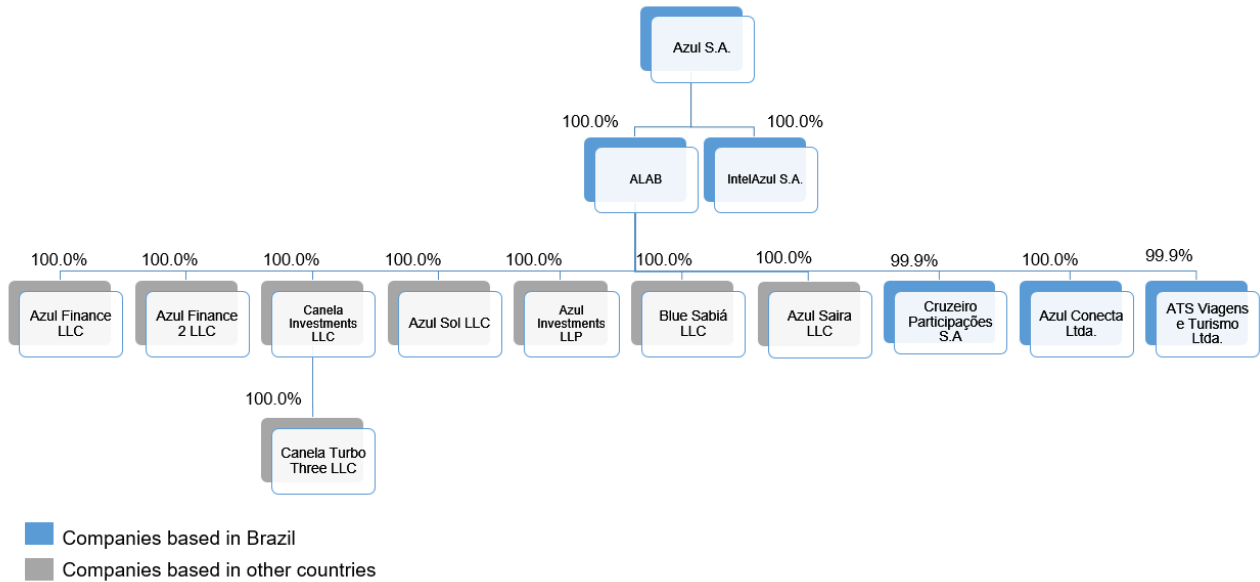 Azul S.A.
100.0%
100.0%
ALAB
IntelAzul S.A.
100.0%
100.0%
100.0%
100.0%
100.0%
100.0%
100.0%
99.9%
100.0%
99.9%
Azul Finance
LLC
Azul Finance
2 LLC
Canela
Investments
LLC
Azul Sol LLC
Azul
Investments
LLP
Blue Sabiá
LLC
Azul Saira
LLC
Cruzeiro
Participações
S.A
Azul Conecta
Ltda.
ATS Viagens
e Turismo
Ltda.
100.0%
Canela Turbo
Three LLC
Companies based in Brazil
Companies based in other countries